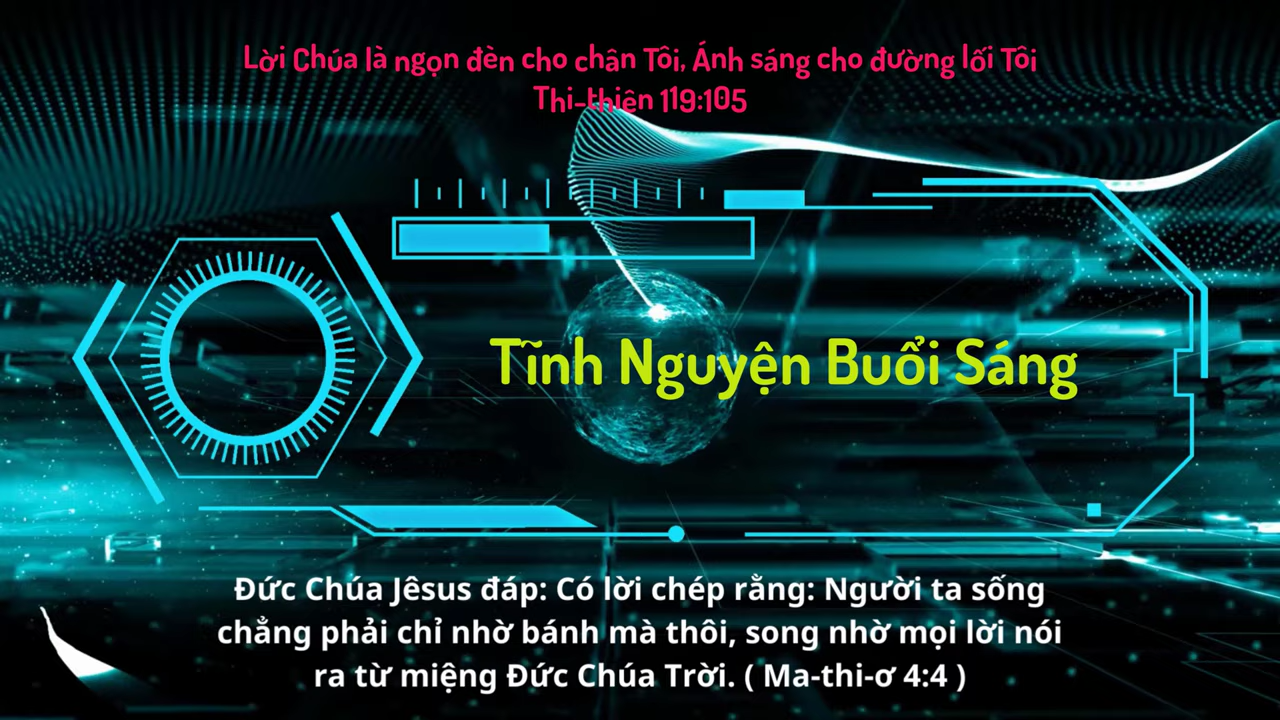 Lời Chúa là ngọn đèn cho chân Tôi, Ánh sáng cho đường lối Tôi
Thi-thiên 119:105
Tĩnh Nguyện Buổi Sáng
Đức Chúa Jêsus đáp: Có lời chép rằng: Người ta sống
chẳng phải chỉ nhờ bánh mà thôi, song nhờ mọi lời nói
ra từ miệng Đức Chúa Trời. ( Ma-thi-ơ 4:4 )